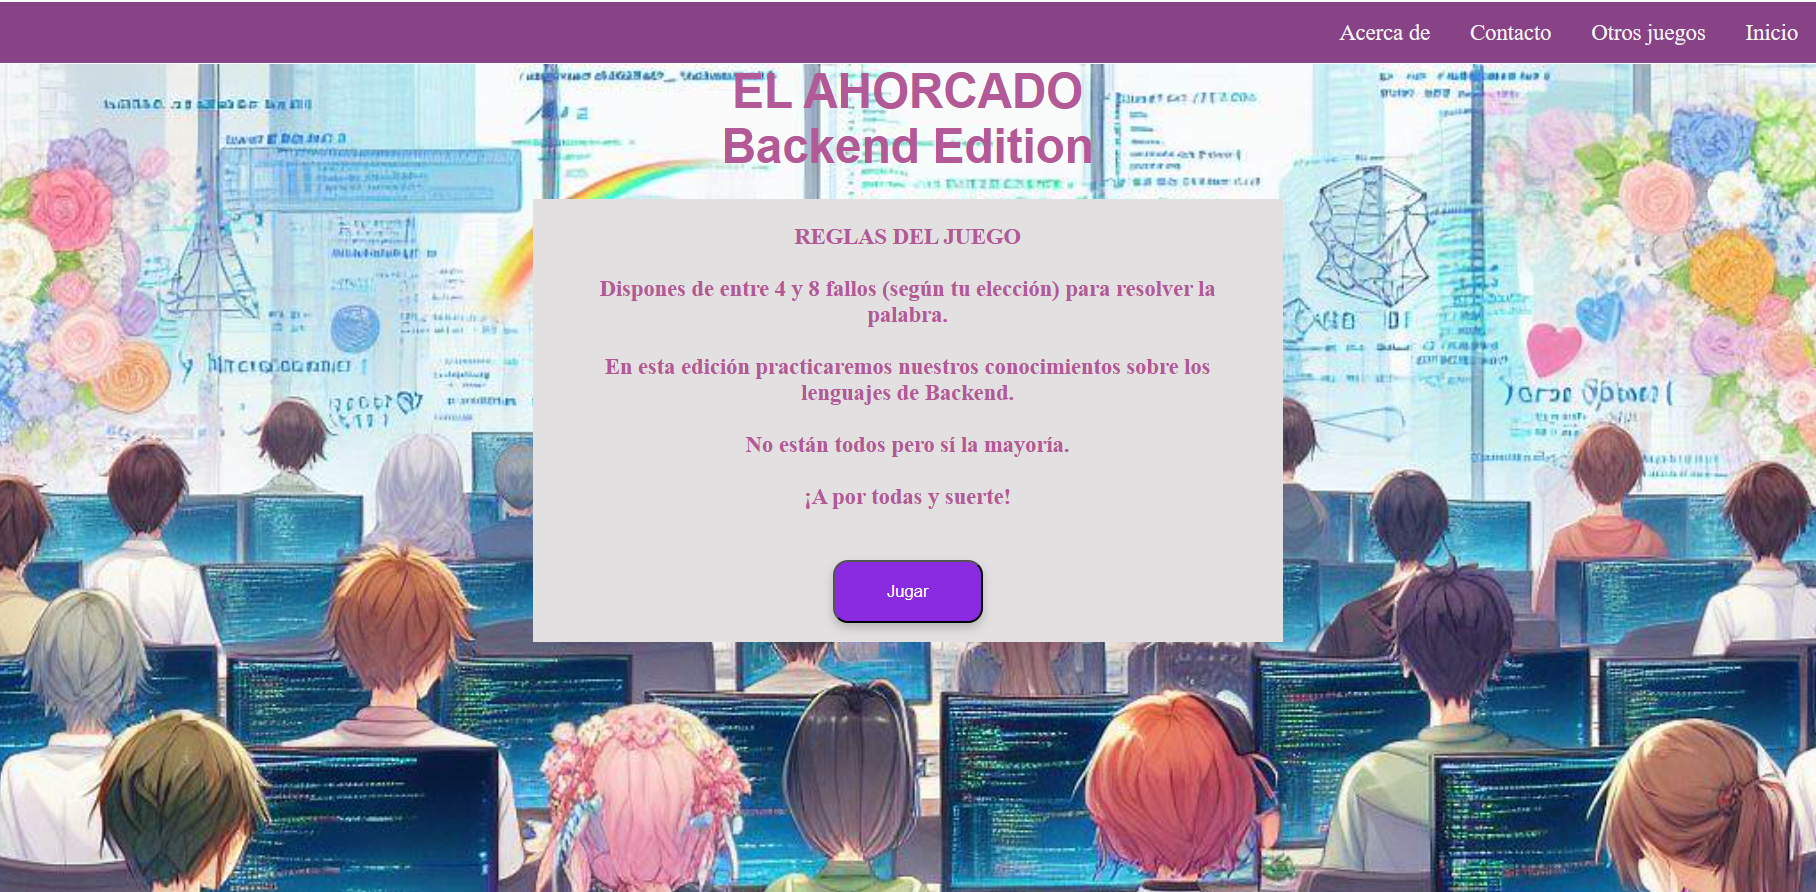 Acerca de Contacto Otros juegos Inicio
EL AHORCADO
Backend Edition
REGLAS DEL JUEGO
Dispones de entre 4 y 8 fallos (según tu elección) para resolver la
palabra.
En esta edición practicaremos nuestros conocimientos sobre los
lenguajes de Backend.
No están todos pero sí la mayoría.
¡A por todas y suerte!
Jugar